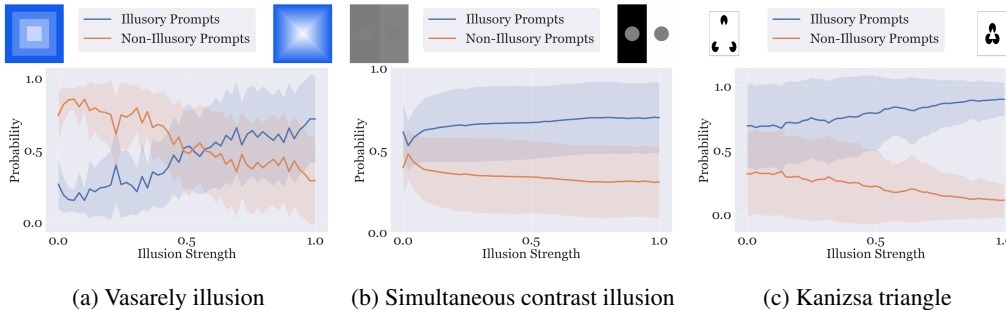 Illusory Prompts
Non-Illusory Prompts
Illusory Prompts
Non-Illusory Prompts
Illusory Prompts
Non-Illusory Prompts
Probability
1.0
0.5
0.0
0.0
0.5
1.0
Illusion Strength
Probability
1.0
0.5
0.0
0.0
0.5
1.0
Illusion Strength
Probability
1.0
0.5
0.0
0.0
0.5
1.0
Illusion Strength
(a) Vasarely illusion
(b) Simultaneous contrast illusion
(c) Kanizsa triangle